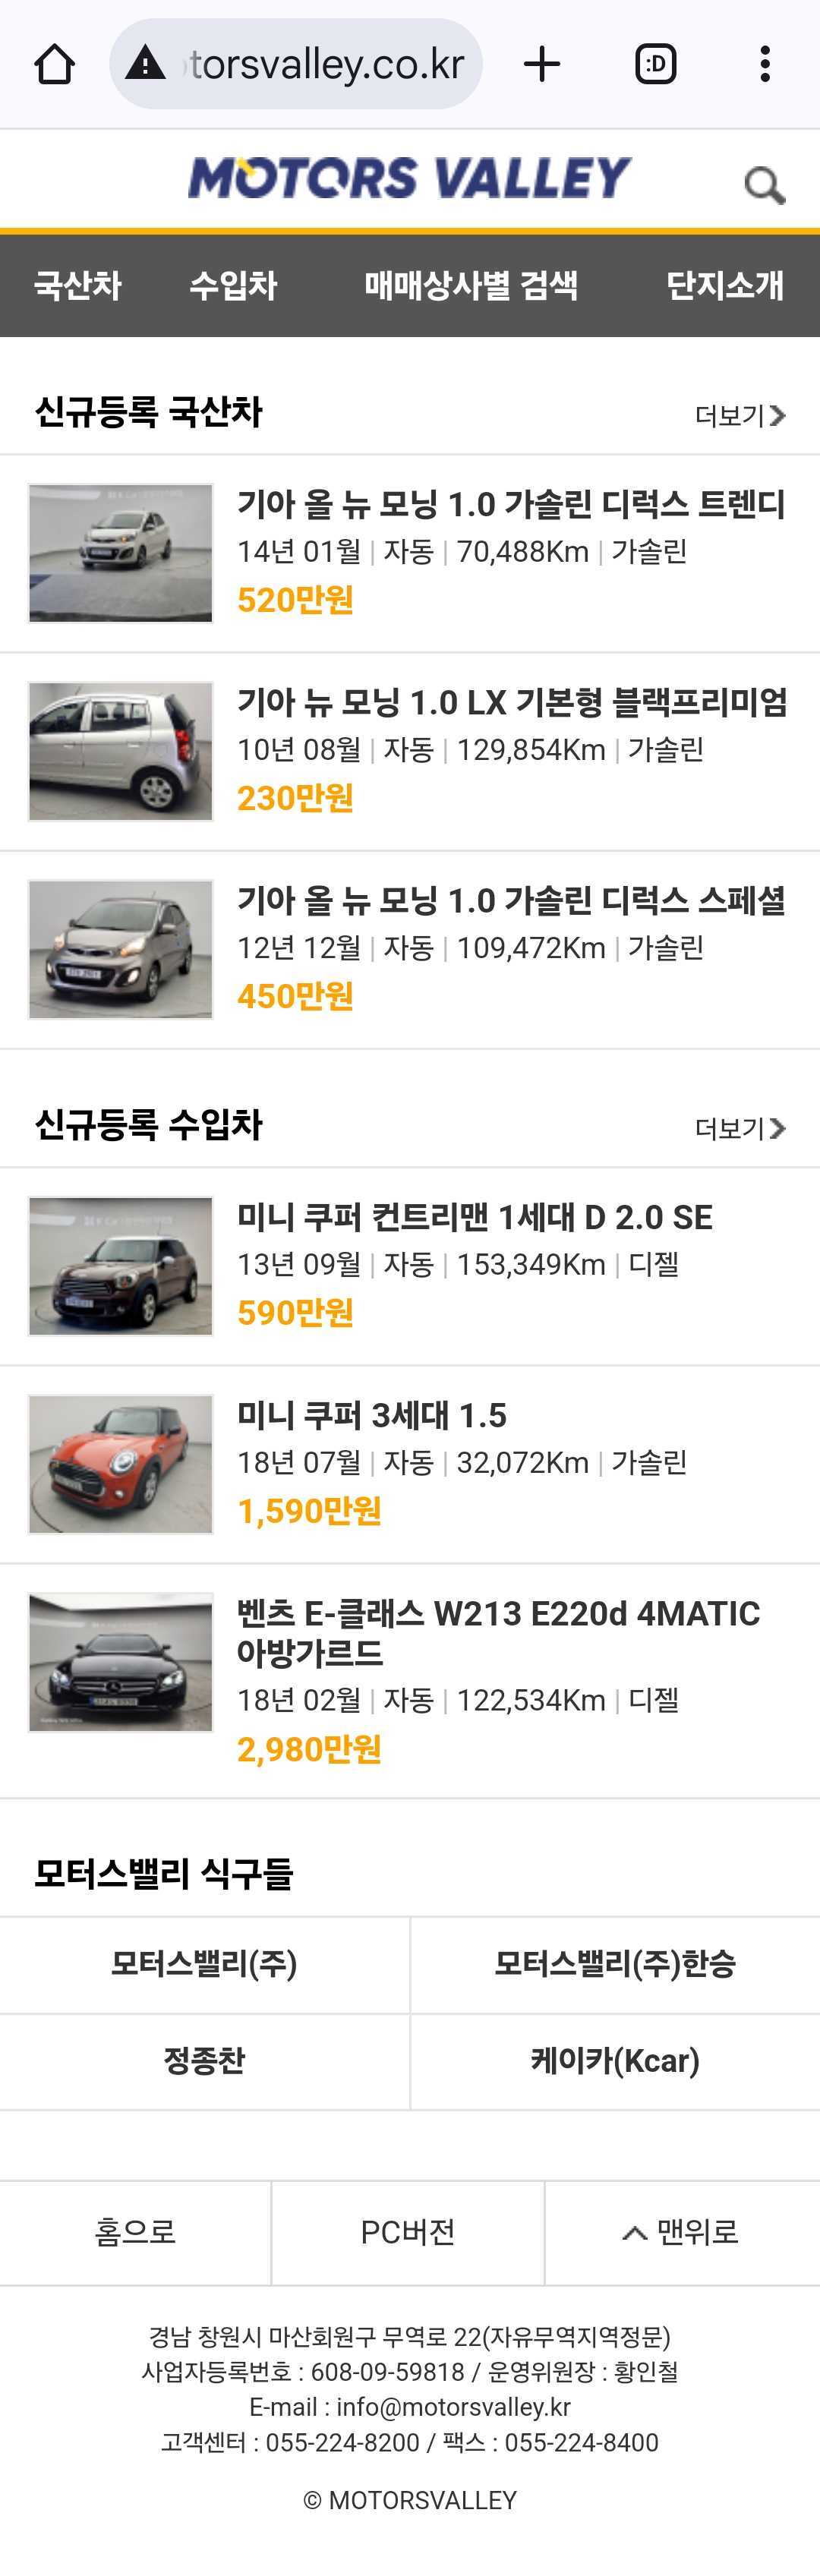 torsvalley.co.kr
:D
MOTORS VALLEY
국산차 수입차 매매상사별 검색 단지소개
신규등록 국산차 더보기
기아 올 뉴 모닝 1.0 가솔린 디럭스 트렌디
14년 01월 | 자동 | 70,488Km | 가솔린
520만원
기아 뉴 모닝 1.0 LX 기본형 블랙프리미엄
10년 08월 | 자동 | 129,854Km | 가솔린
230만원
기아 올 뉴 모닝 1.0 가솔린 디럭스 스페셜
12년 12월 | 자동 | 109,472Km | 가솔린
450만원
신규등록 수입차 더보기
미니 쿠퍼 컨트리맨 1세대 D 2.0 SE
13년 09월 | 자동 | 153,349Km | 디젤
590만원
미니 쿠퍼 3세대 1.5
18년 07월 | 자동 | 32,072Km | 가솔린
1,590만원
벤츠 E-클래스 W213 E220d 4MATIC
아방가르드
18년 02월 | 자동 | 122,534Km | 디젤
2,980만원
모터스밸리 식구들
모터스밸리(주) 모터스밸리(주)한승
정종찬 케이카(Kcar)
홈으로 PC버전 맨위로
경남 창원시 마산회원구 무역로 22(자유무역지역정문)
사업자등록번호 : 608-09-59818 / 운영위원장 : 황인철
E-mail : info@motorsvalley.kr
고객센터 : 055-224-8200 / 팩스 : 055-224-8400
© MOTORSVALLEY